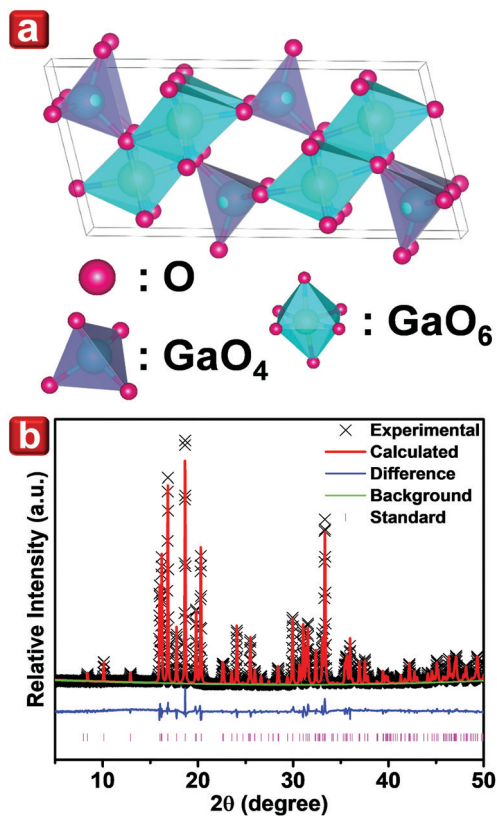 a
: O
: GaO₄
: GaO₆
b
Experimental
Calculated
Difference
Background
Standard
Relative Intensity (a.u.)
10 20 30 40 50
2θ (degree)